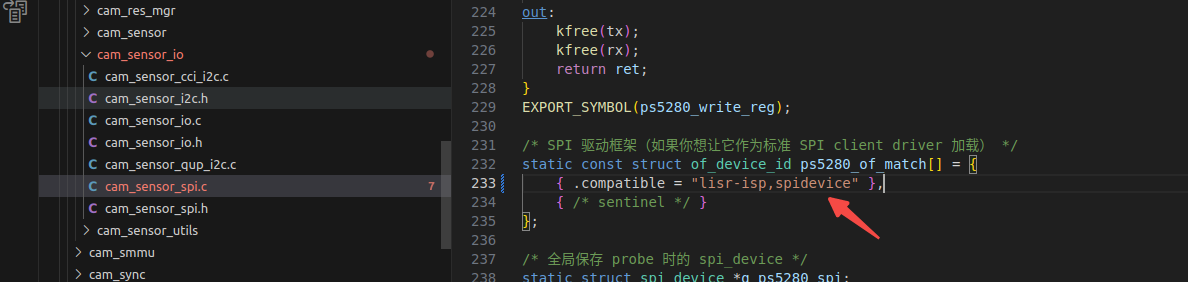 cam_res_mgr
cam_sensor
cam_sensor_io
C cam_sensor_cci_i2c.c
C cam_sensor_i2c.h
C cam_sensor_io.c
C cam_sensor_io.h
C cam_sensor_qup_i2c.c
C cam_sensor_spi.c 7
C cam_sensor_spi.h
cam_sensor_utils
cam_smmu
cam_sync
224 out:
225 kfree(tx);
226 kfree(rx);
227 return ret;
228 }
229 EXPORT_SYMBOL(ps5280_write_reg);
230
231 /* SPI 驱动框架（如果你想让它作为标准 SPI client driver 加载） */
232 static const struct of_device_id ps5280_of_match[] = {
233 { .compatible = "lisr-isp,spidevice" },
234 { /* sentinel */ }
235 };
236
237 /* 全局保存 probe 时的 spi_device */
238 static struct spi_device *g_ps5280_spi;